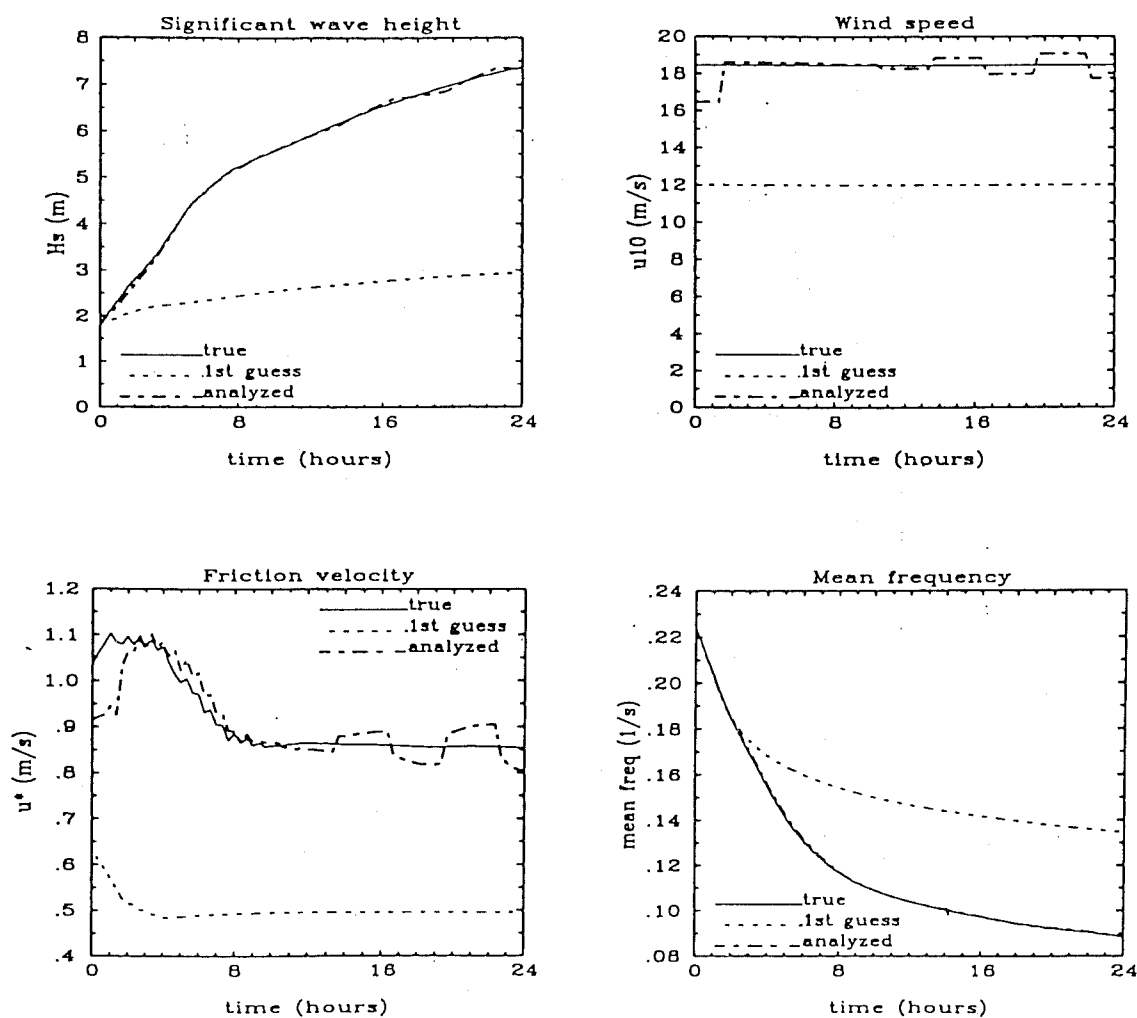 Significant wave height
8
7
6
5
4
3
2
1
0
Hs (m)
true
1st guess
analyzed
0
8
16
24
time (hours)
Wind speed
20
18
16
14
12
10
8
6
4
2
0
u10 (m/s)
true
1st guess
analyzed
0
8
16
24
time (hours)
Friction velocity
1.2
1.1
1.0
.9
.8
.7
.6
.5
.4
u* (m/s)
true
1st guess
analyzed
0
8
16
24
time (hours)
Mean frequency
.24
.22
.20
.18
.16
.14
.12
.10
.08
mean freq (1/s)
true
1st guess
analyzed
0
8
16
24
time (hours)